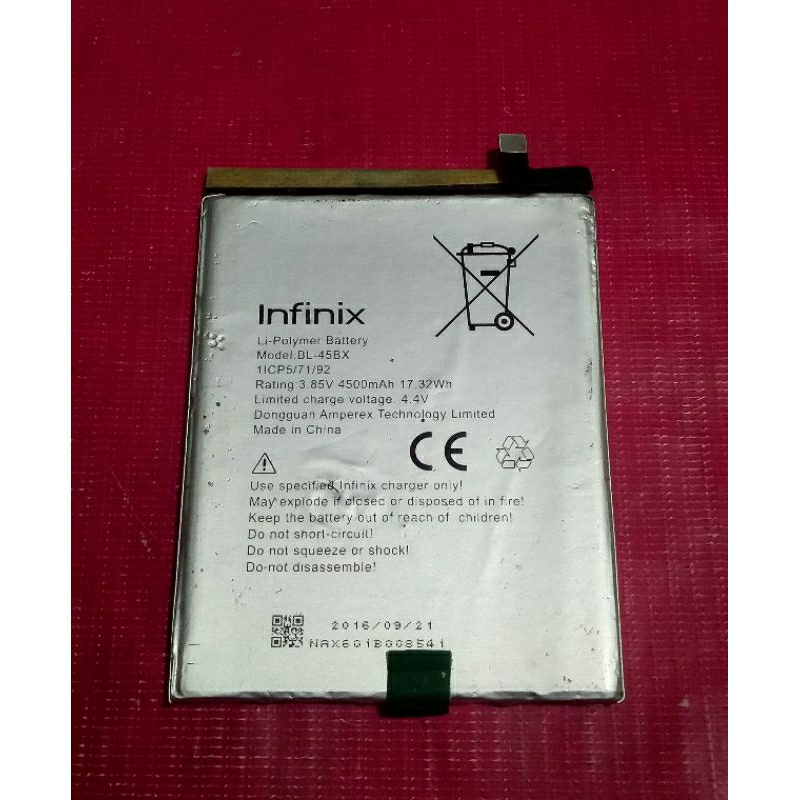 Infinix
Li-Polymer Battery
Model:BL-45BX
1ICP5/71/92
Rating:3.85V 4500mAh 17.32Wh
Limited charge voltage: 4.4V
Dongguan Amperex Technology Limited
Made in China
CE
Use specified Infinix charger only!
May explode if closed or disposed of in fire!
Keep the battery out of reach of children!
Do not short-circuit!
Do not squeeze or shock!
Do not disassemble!
2016/09/21
NAX601B008541